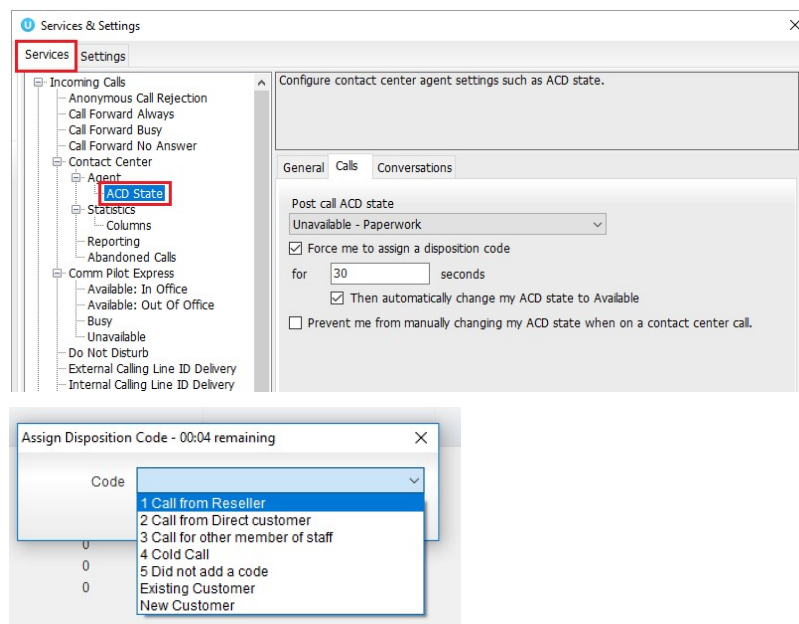 Services & Settings
Services Settings
Incoming Calls
Anonymous Call Rejection
Call Forward Always
Call Forward Busy
Call Forward No Answer
Contact Center
Agent
ACD State
Statistics
Columns
Reporting
Abandoned Calls
Comm Pilot Express
Available: In Office
Available: Out Of Office
Busy
Unavailable
Do Not Disturb
External Calling Line ID Delivery
Internal Calling Line ID Delivery
Configure contact center agent settings such as ACD state.
General Calls Conversations
Post call ACD state
Unavailable - Paperwork
Force me to assign a disposition code
for 30 seconds
Then automatically change my ACD state to Available
Prevent me from manually changing my ACD state when on a contact center call.
Assign Disposition Code - 00:04 remaining
Code
1 Call from Reseller
2 Call from Direct customer
3 Call for other member of staff
4 Cold Call
5 Did not add a code
Existing Customer
New Customer
0
0
0